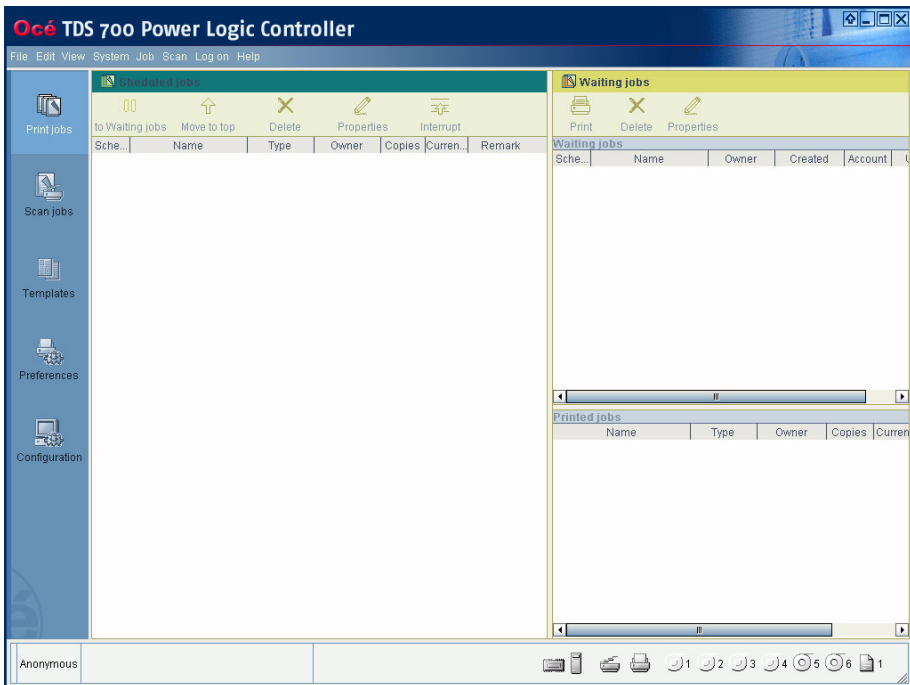 Océ TDS 700 Power Logic Controller
File Edit View System Job Scan Log on Help
Print jobs
Scan jobs
Templates
Preferences
Configuration
Sheduled jobs
to Waiting jobs Move to top Delete Properties Interrupt
Sche... Name Type Owner Copies Curren... Remark
Waiting jobs
Print Delete Properties
Waiting jobs
Sche... Name Owner Created Account
Printed jobs
Name Type Owner Copies Curren
Anonymous
1 2 3 4 5 6 1